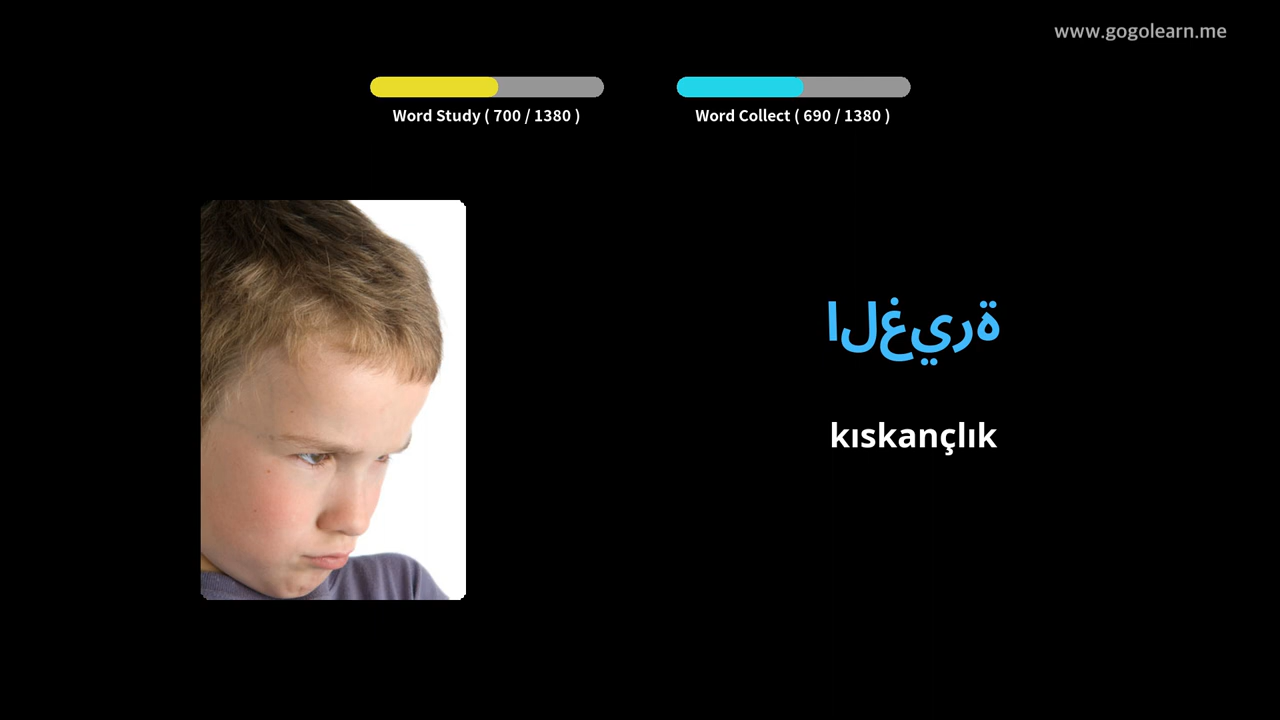 www.gogolearn.me
Word Study ( 700 / 1380 )
Word Collect ( 690 / 1380 )
الغيرة
kıskançlık